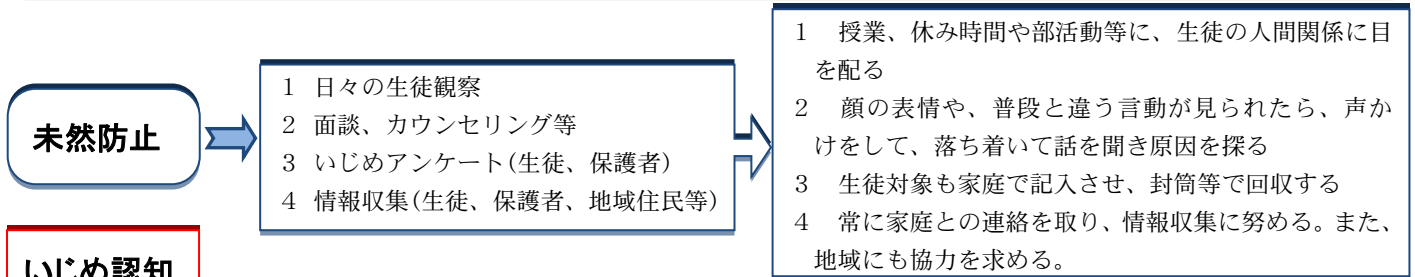 未然防止
1 日々の生徒観察
2 面談、カウンセリング等
3 いじめアンケート(生徒、保護者)
4 情報収集(生徒、保護者、地域住民等)
1 授業、休み時間や部活動等に、生徒の人間関係に目
を配る
2 顔の表情や、普段と違う言動が見られたら、声か
けをして、落ち着いて話を聞き原因を探る
3 生徒対象も家庭で記入させ、封筒等で回収する
4 常に家庭との連絡を取り、情報収集に努める。また、
地域にも協力を求める。
いじめ認知